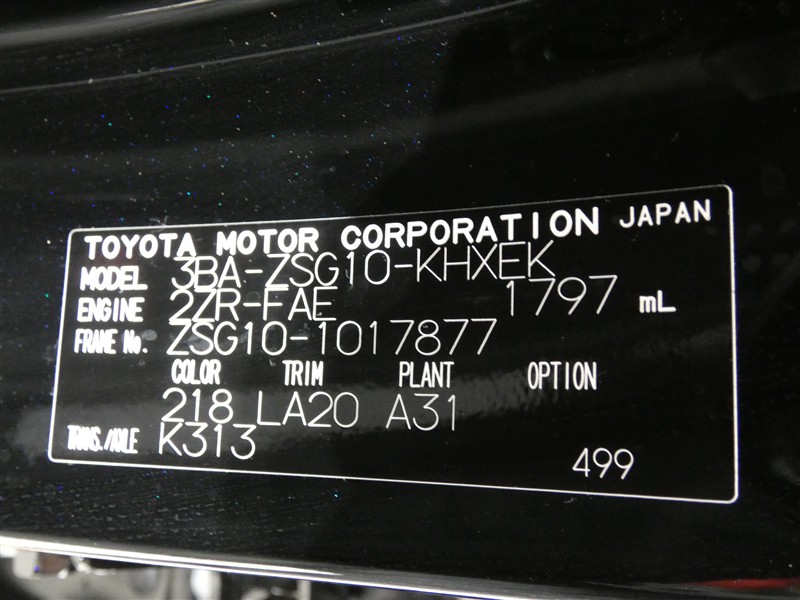 TOYOTA MOTOR CORPORATION JAPAN
MODEL 3BA-ZSG10-KHXEK
ENGINE 2ZR-FAE 1797 mL
FRAME No. ZSG10-1017877
COLOR TRIM PLANT OPTION
218 LA20 A31
TRANS./AXLE K313
499